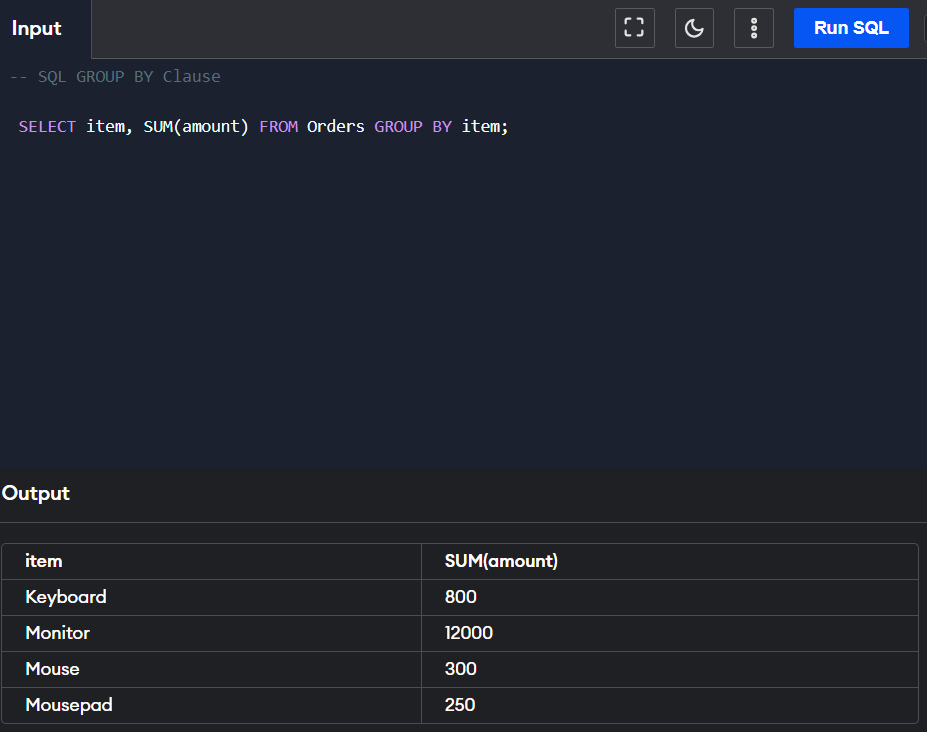 Input
Run SQL
-- SQL GROUP BY Clause
SELECT item, SUM(amount) FROM Orders GROUP BY item;
Output
item SUM(amount)
Keyboard 800
Monitor 12000
Mouse 300
Mousepad 250